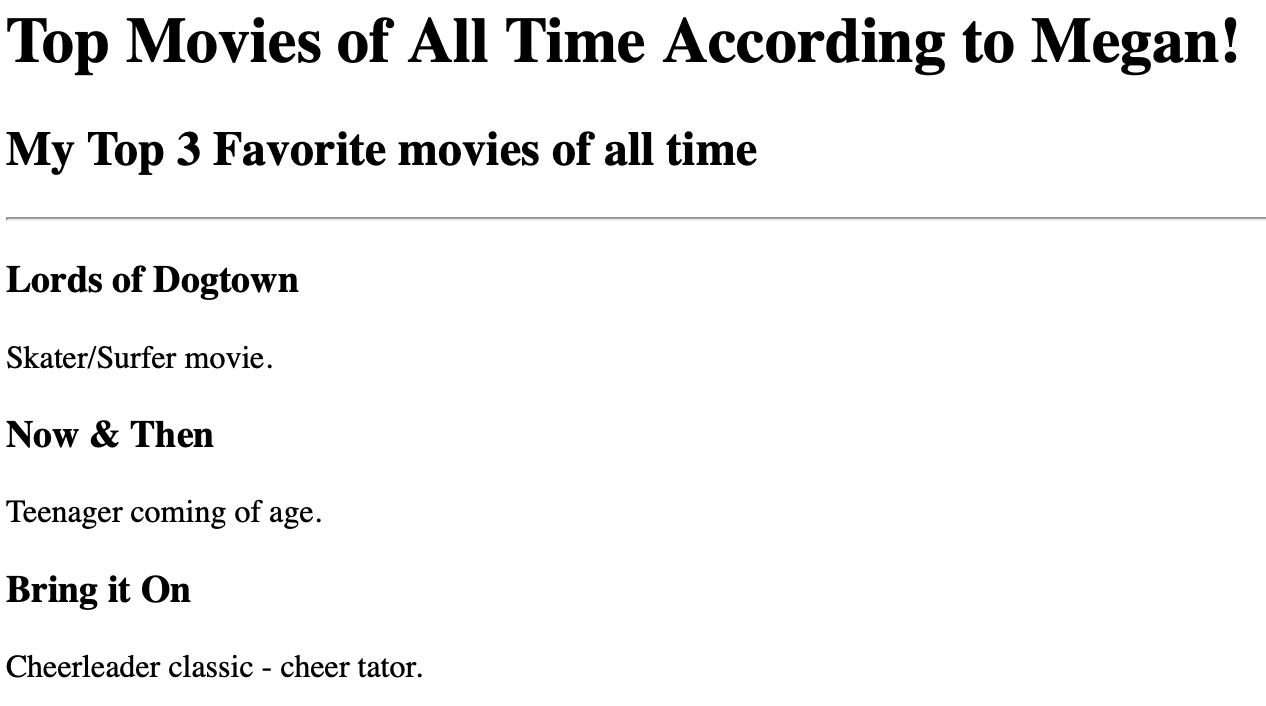 Top Movies of All Time According to Megan!
My Top 3 Favorite movies of all time
Lords of Dogtown
Skater/Surfer movie.
Now & Then
Teenager coming of age.
Bring it On
Cheerleader classic - cheer tator.